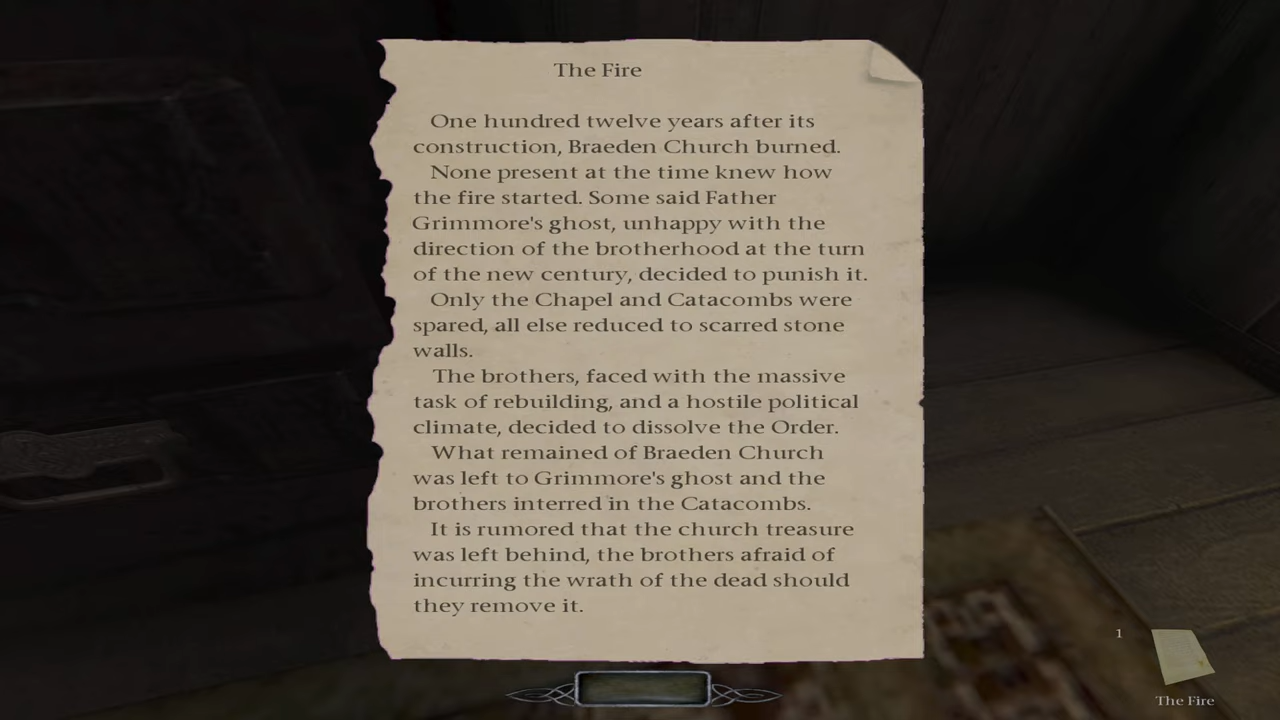 The Fire
One hundred twelve years after its
construction, Braeden Church burned.
None present at the time knew how
the fire started. Some said Father
Grimmore's ghost, unhappy with the
direction of the brotherhood at the turn
of the new century, decided to punish it.
Only the Chapel and Catacombs were
spared, all else reduced to scarred stone
walls.
The brothers, faced with the massive
task of rebuilding, and a hostile political
climate, decided to dissolve the Order.
What remained of Braeden Church
was left to Grimmore's ghost and the
brothers interred in the Catacombs.
It is rumored that the church treasure
was left behind, the brothers afraid of
incurring the wrath of the dead should
they remove it.
1
The Fire